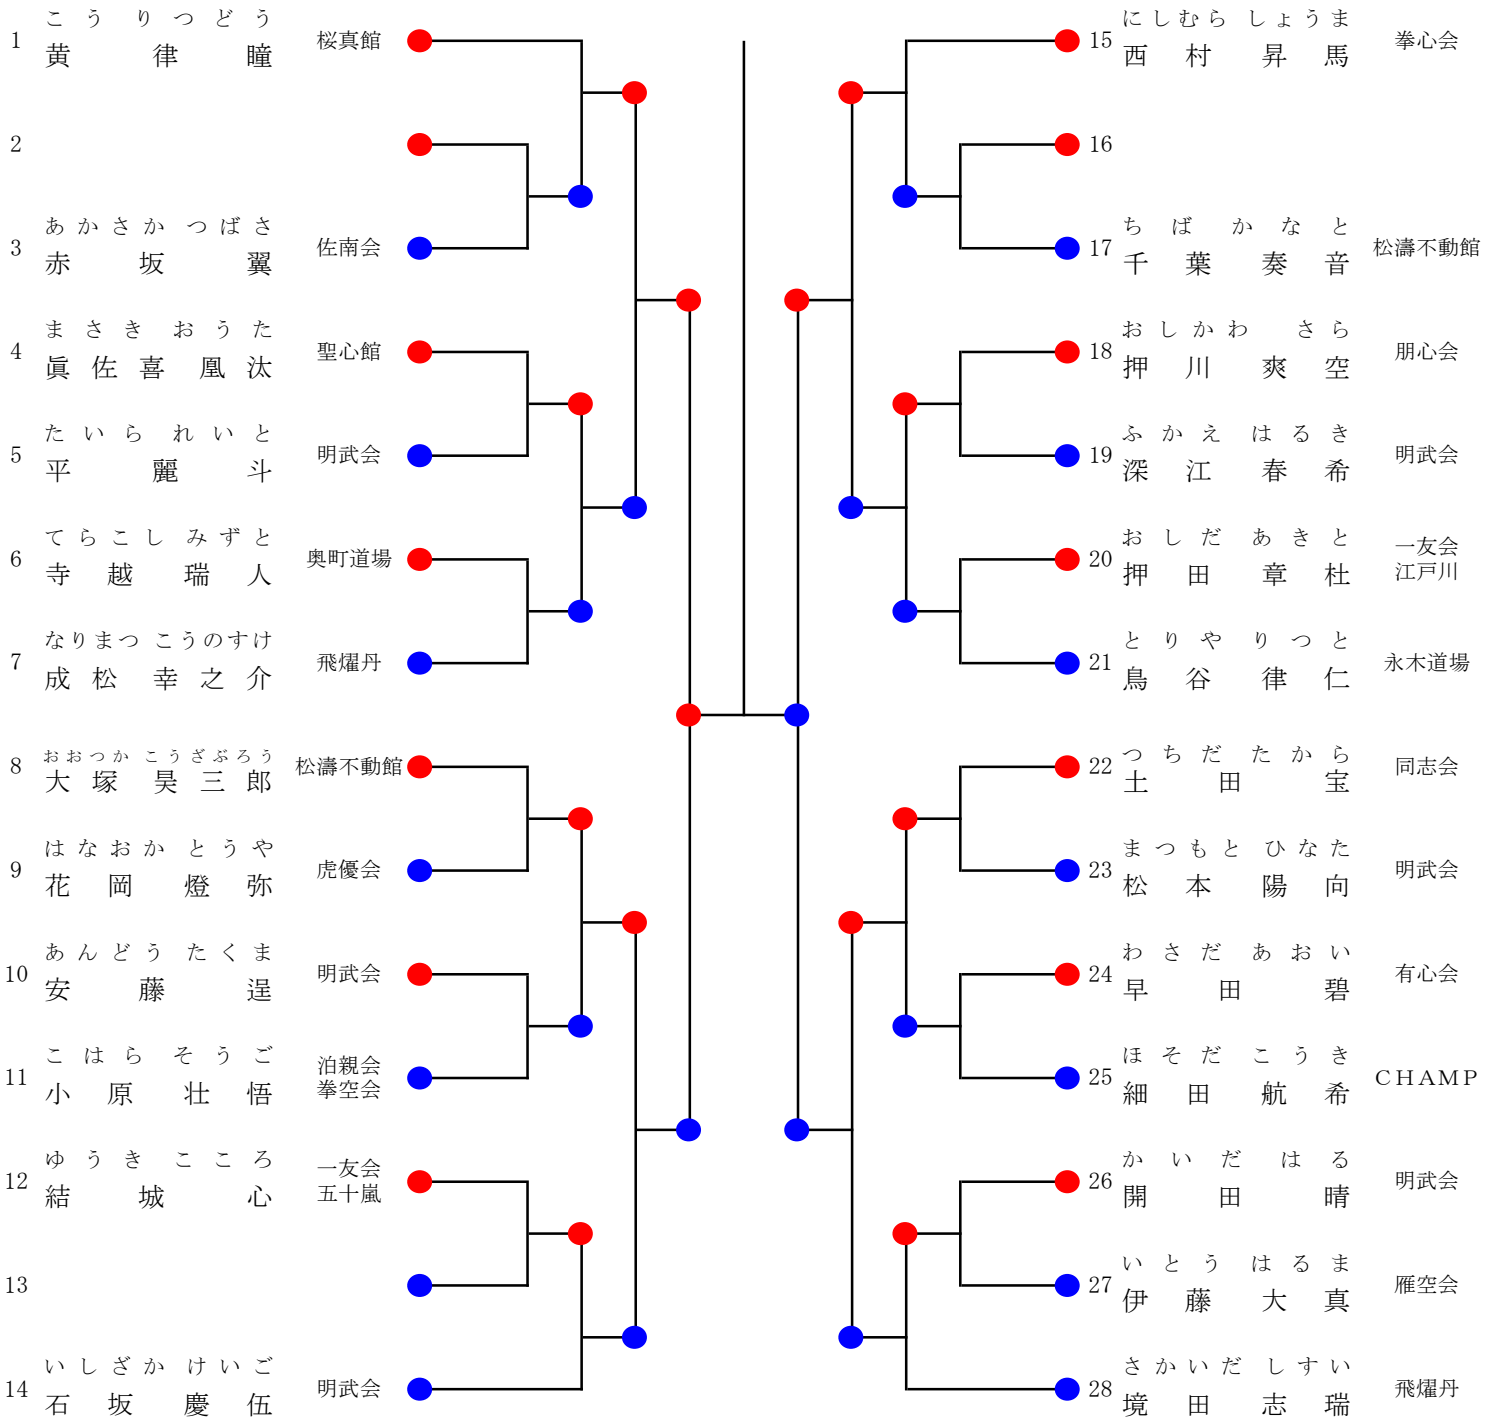 こう りつどう
1 黄 律 瞳 桜真館
2
あかさか つばさ
3 赤 坂 翼 佐南会
まさき おうた
4 眞佐喜 凰汰 聖心館
たいら れいと
5 平 麗斗 明武会
てらこし みずと
6 寺越 瑞人 奥町道場
なりまつ こうのすけ
7 成松 幸之介 飛燿丹
おおつか こうざぶろう
8 大塚 昊三郎 松濤不動館
はなおか とうや
9 花岡 燈弥 虎優会
あんどう たくま
10 安藤 逞 明武会
こはら そうご
11 小原 壮悟 泊親会
拳空会
ゆうき こころ
12 結城 心 一友会
五十嵐
13
いしざか けいご
14 石坂 慶伍 明武会
にしむら しょうま
15 西村 昇馬 拳心会
16
ちば かなと
17 千葉 奏音 松濤不動館
おしかわ さら
18 押川 爽空 朋心会
ふかえ はるき
19 深江 春希 明武会
おしだ あきと
20 押田 章杜 一友会
江戸川
とりや りつと
21 鳥谷 律仁 永木道場
つちだ たから
22 土田 宝 同志会
まつもと ひなた
23 松本 陽向 明武会
わさだ あおい
24 早田 碧 有心会
ほそだ こうき
25 細田 航希 CHAMP
かいだ はる
26 開田 晴 明武会
いとう はるま
27 伊藤 大真 雁空会
さかいだ しすい
28 境田 志瑞 飛燿丹